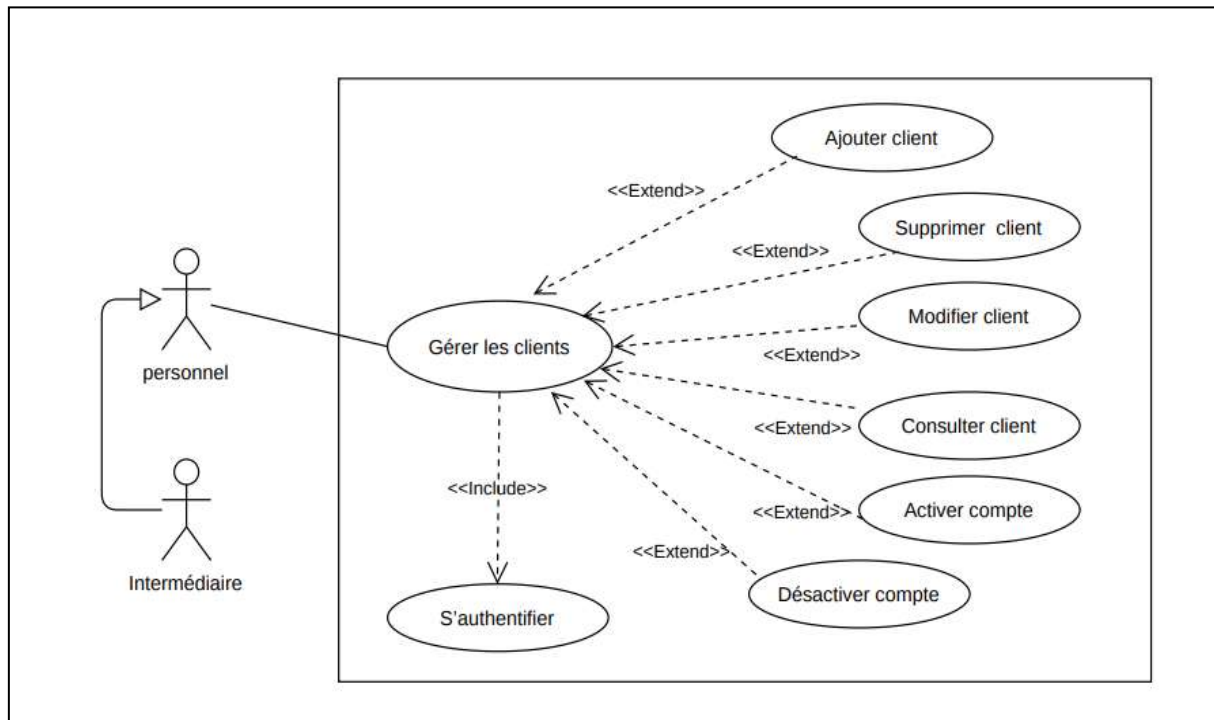 Ajouter client
<<Extend>>
Supprimer client
<<Extend>>
Modifier client
<<Extend>>
Gérer les clients
personnel
Consulter client
<<Extend>>
<<Include>>
Activer compte
<<Extend>>
<<Extend>>
Intermédiaire
Désactiver compte
S'authentifier